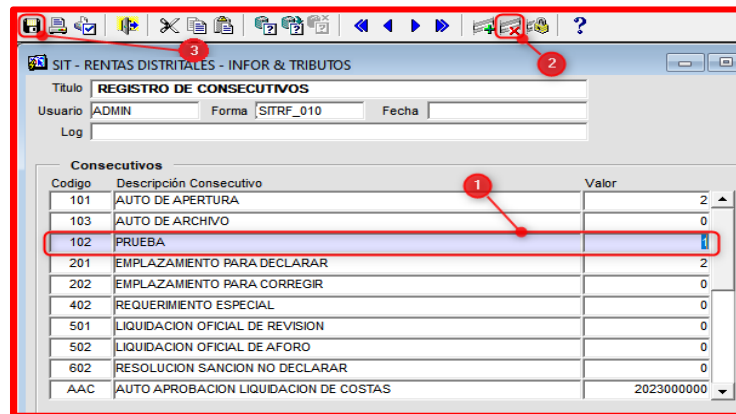 3
2
SIT - RENTAS DISTRITALES - INFOR & TRIBUTOS
Titulo REGISTRO DE CONSECUTIVOS
Usuario ADMIN Forma SITRF_010 Fecha
Log
Consecutivos
1
Codigo Descripción Consecutivo Valor
101 AUTO DE APERTURA 2
103 AUTO DE ARCHIVO 0
102 PRUEBA 1
201 EMPLAZAMIENTO PARA DECLARAR 2
202 EMPLAZAMIENTO PARA CORREGIR 0
402 REQUERIMIENTO ESPECIAL 0
501 LIQUIDACION OFICIAL DE REVISION 0
502 LIQUIDACION OFICIAL DE AFORO 0
602 RESOLUCION SANCION NO DECLARAR 0
AAC AUTO APROBACION LIQUIDACION DE COSTAS 2023000000